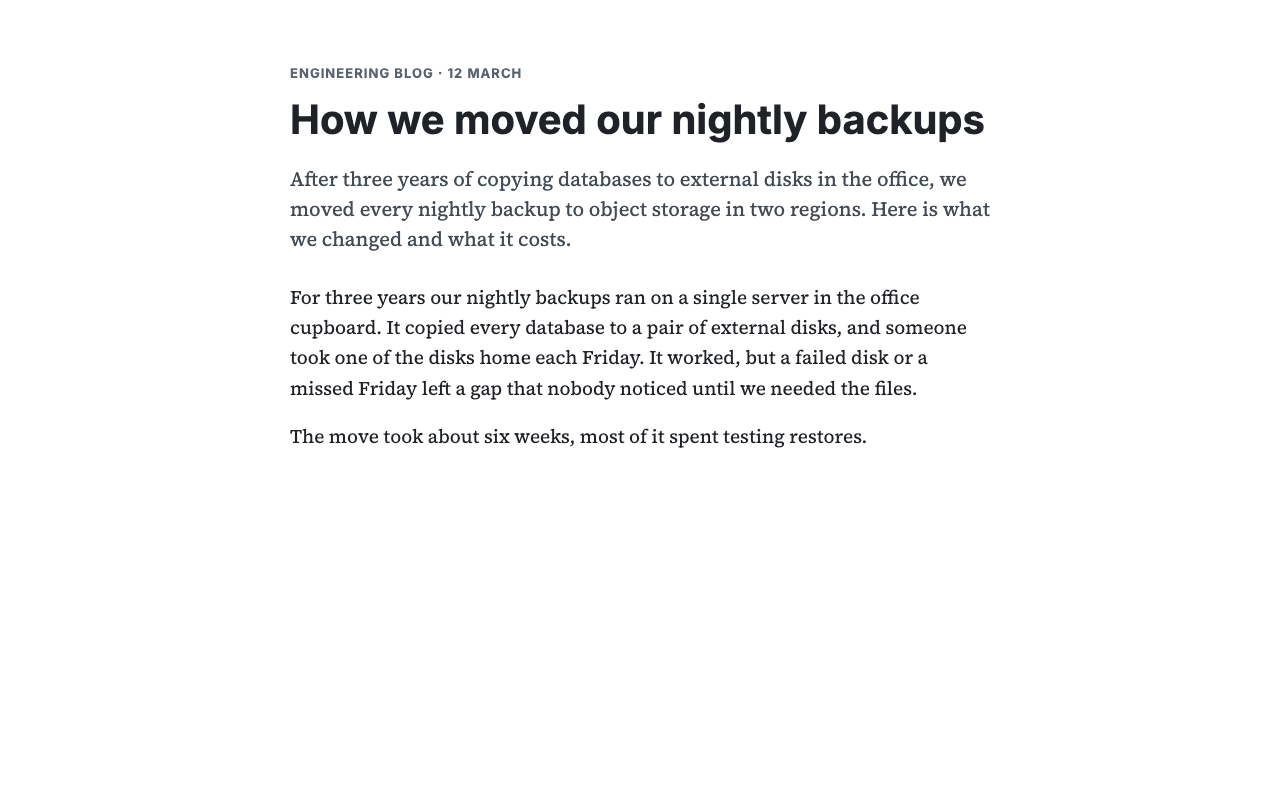 ENGINEERING BLOG · 12 MARCH
How we moved our nightly backups
After three years of copying databases to external disks in the office, we
moved every nightly backup to object storage in two regions. Here is what
we changed and what it costs.
For three years our nightly backups ran on a single server in the office
cupboard. It copied every database to a pair of external disks, and someone
took one of the disks home each Friday. It worked, but a failed disk or a
missed Friday left a gap that nobody noticed until we needed the files.
The move took about six weeks, most of it spent testing restores.